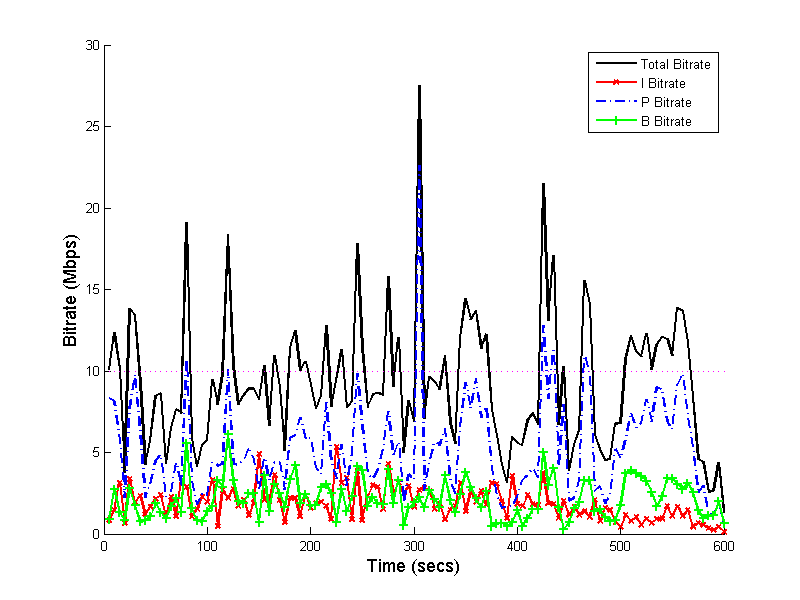 30
25
20
15
10
5
0
0 100 200 300 400 500 600
Bitrate (Mbps)
Time (secs)
Total Bitrate
I Bitrate
P Bitrate
B Bitrate